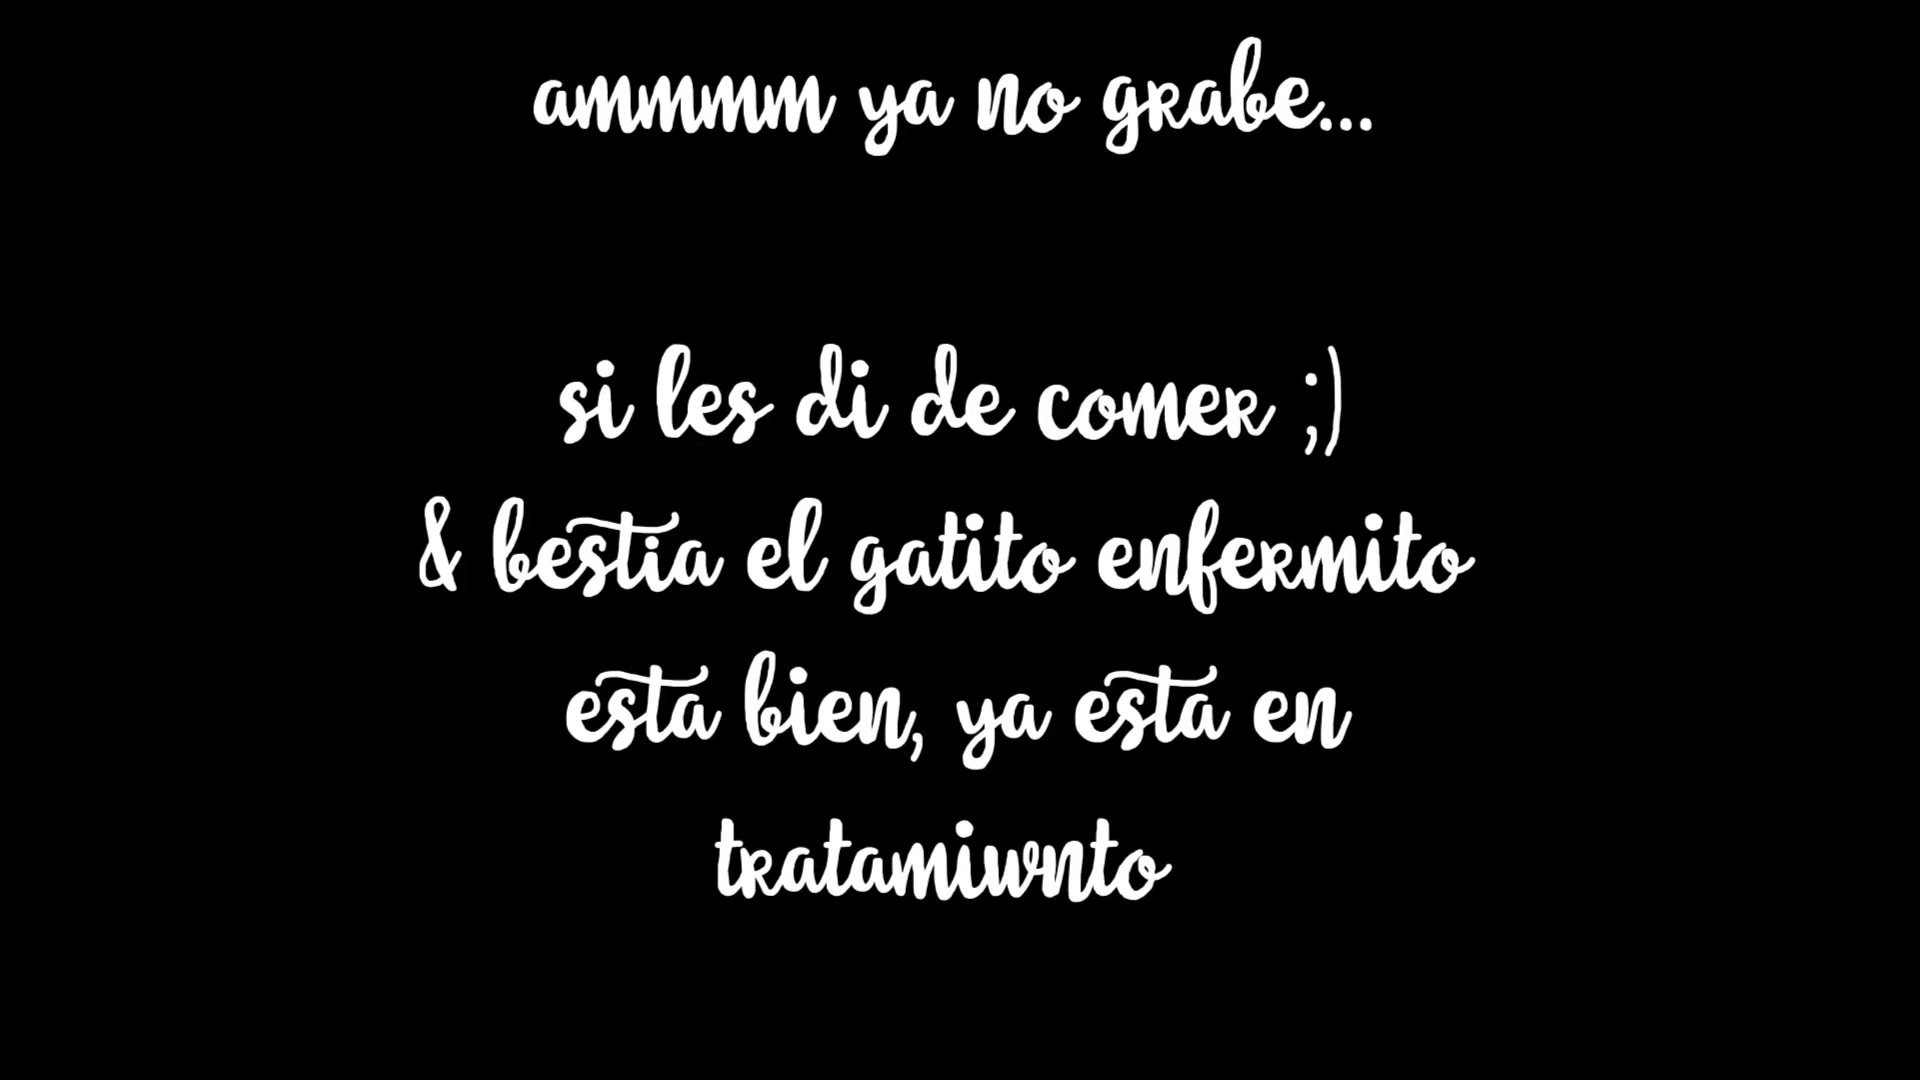 ammmm ya no grabe...
si les di de comer ;)
& bestia el gatito enfermito
esta bien, ya esta en
tratamiwnto